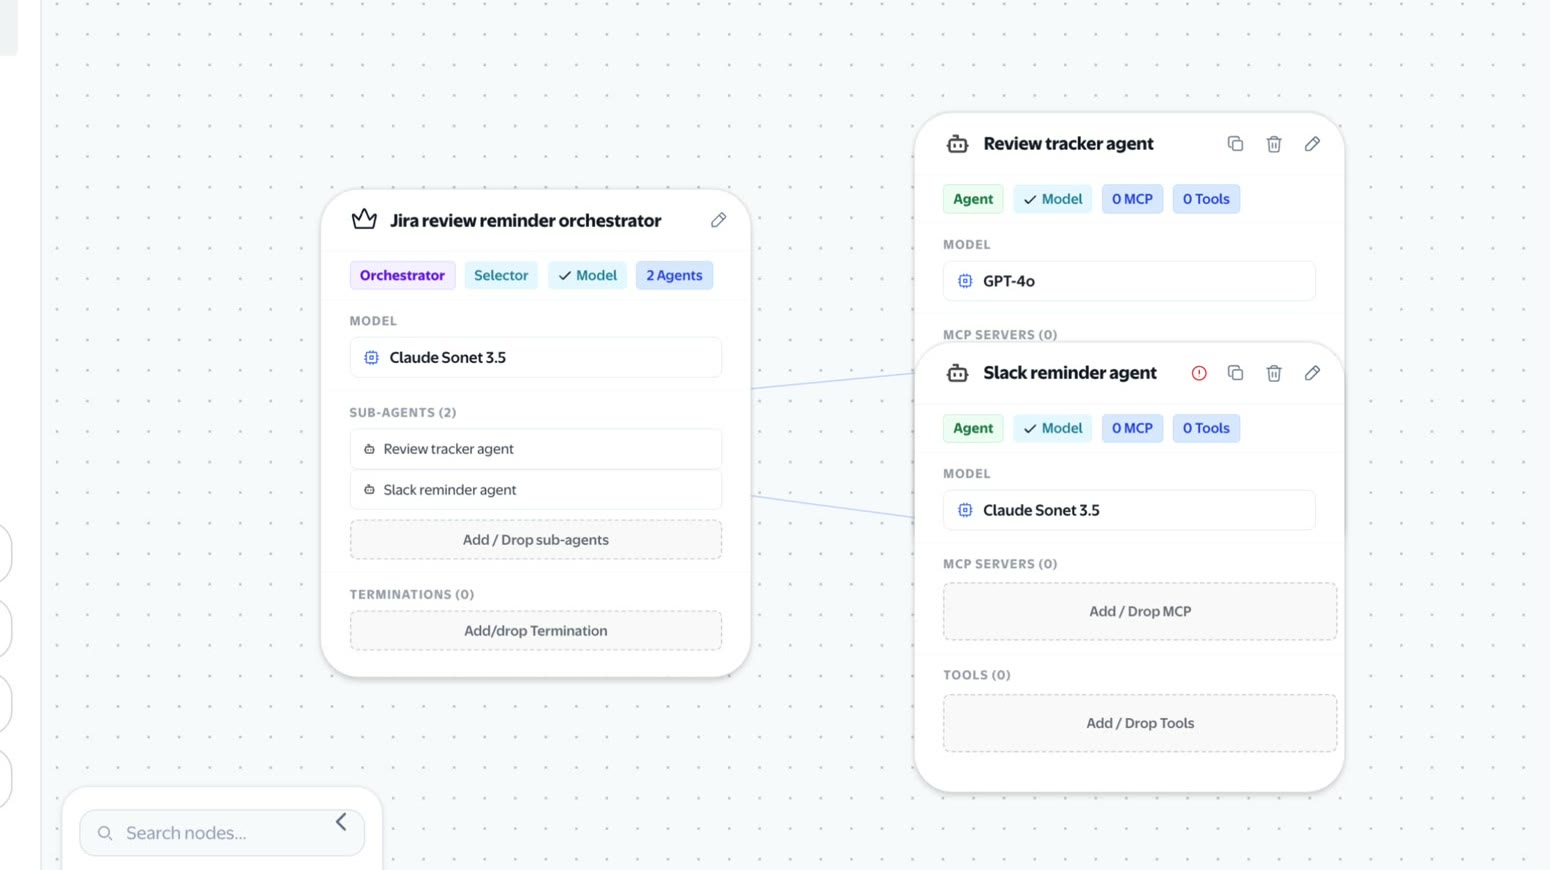 Jira review reminder orchestrator
Orchestrator Selector Model 2 Agents
MODEL
Claude Sonet 3.5
SUB-AGENTS (2)
Review tracker agent
Slack reminder agent
Add / Drop sub-agents
TERMINATIONS (0)
Add/drop Termination
Review tracker agent
Agent Model 0 MCP 0 Tools
MODEL
GPT-4o
MCP SERVERS (0)
Slack reminder agent
Agent Model 0 MCP 0 Tools
MODEL
Claude Sonet 3.5
MCP SERVERS (0)
Add / Drop MCP
TOOLS (0)
Add / Drop Tools
Search nodes...